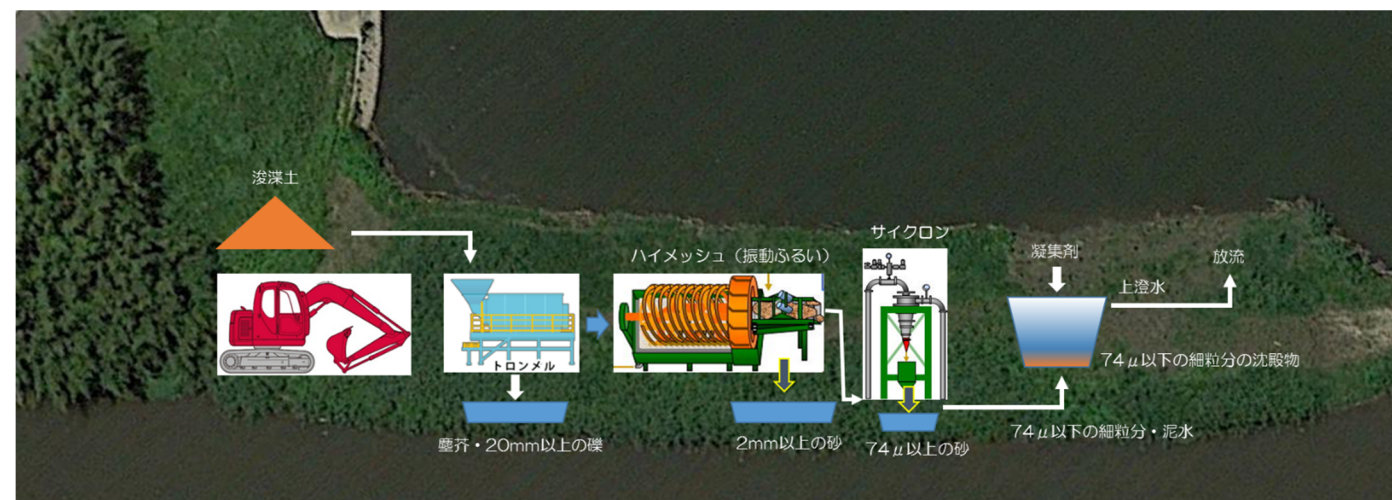 浚渫土
トロンメル
塵芥・20mm以上の礫
ハイメッシュ（振動ふるい）
2mm以上の砂
サイクロン
74μ以上の砂
凝集剤
上澄水
放流
74μ以下の細粒分の沈殿物
74μ以下の細粒分・泥水